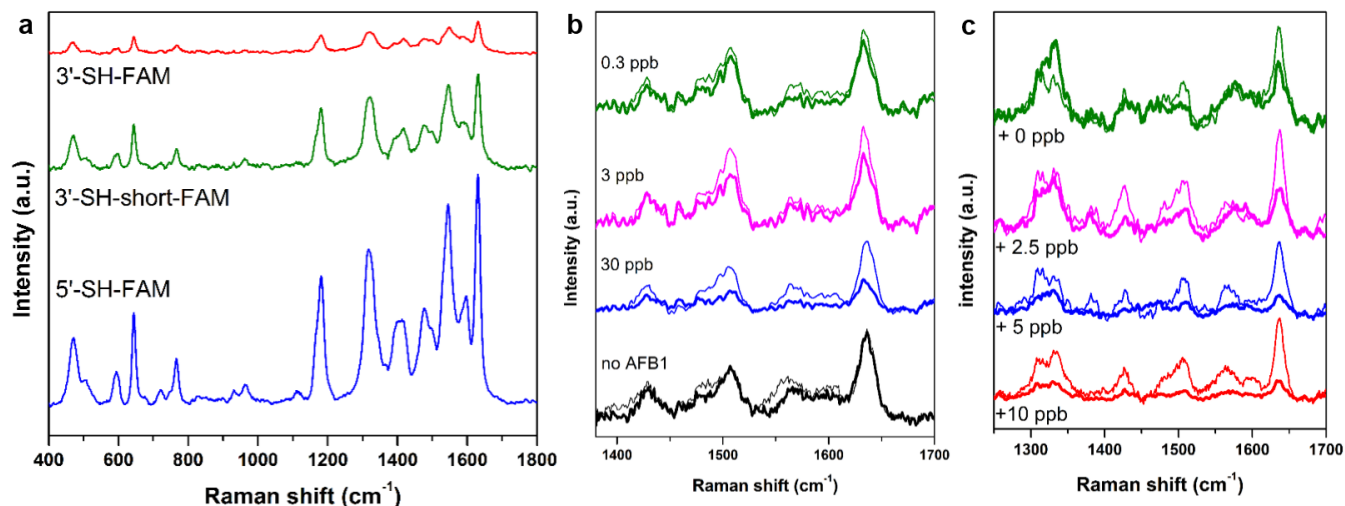 a
Intensity (a.u.)
3'-SH-FAM
3'-SH-short-FAM
5'-SH-FAM
400 600 800 1000 1200 1400 1600 1800
Raman shift (cm⁻¹)
b
Intensity (a.u.)
0.3 ppb
3 ppb
30 ppb
no AFB1
1400 1500 1600 1700
Raman shift (cm⁻¹)
c
intensity (a.u.)
+ 0 ppb
+ 2.5 ppb
+ 5 ppb
+10 ppb
1300 1400 1500 1600 1700
Raman shift (cm⁻¹)